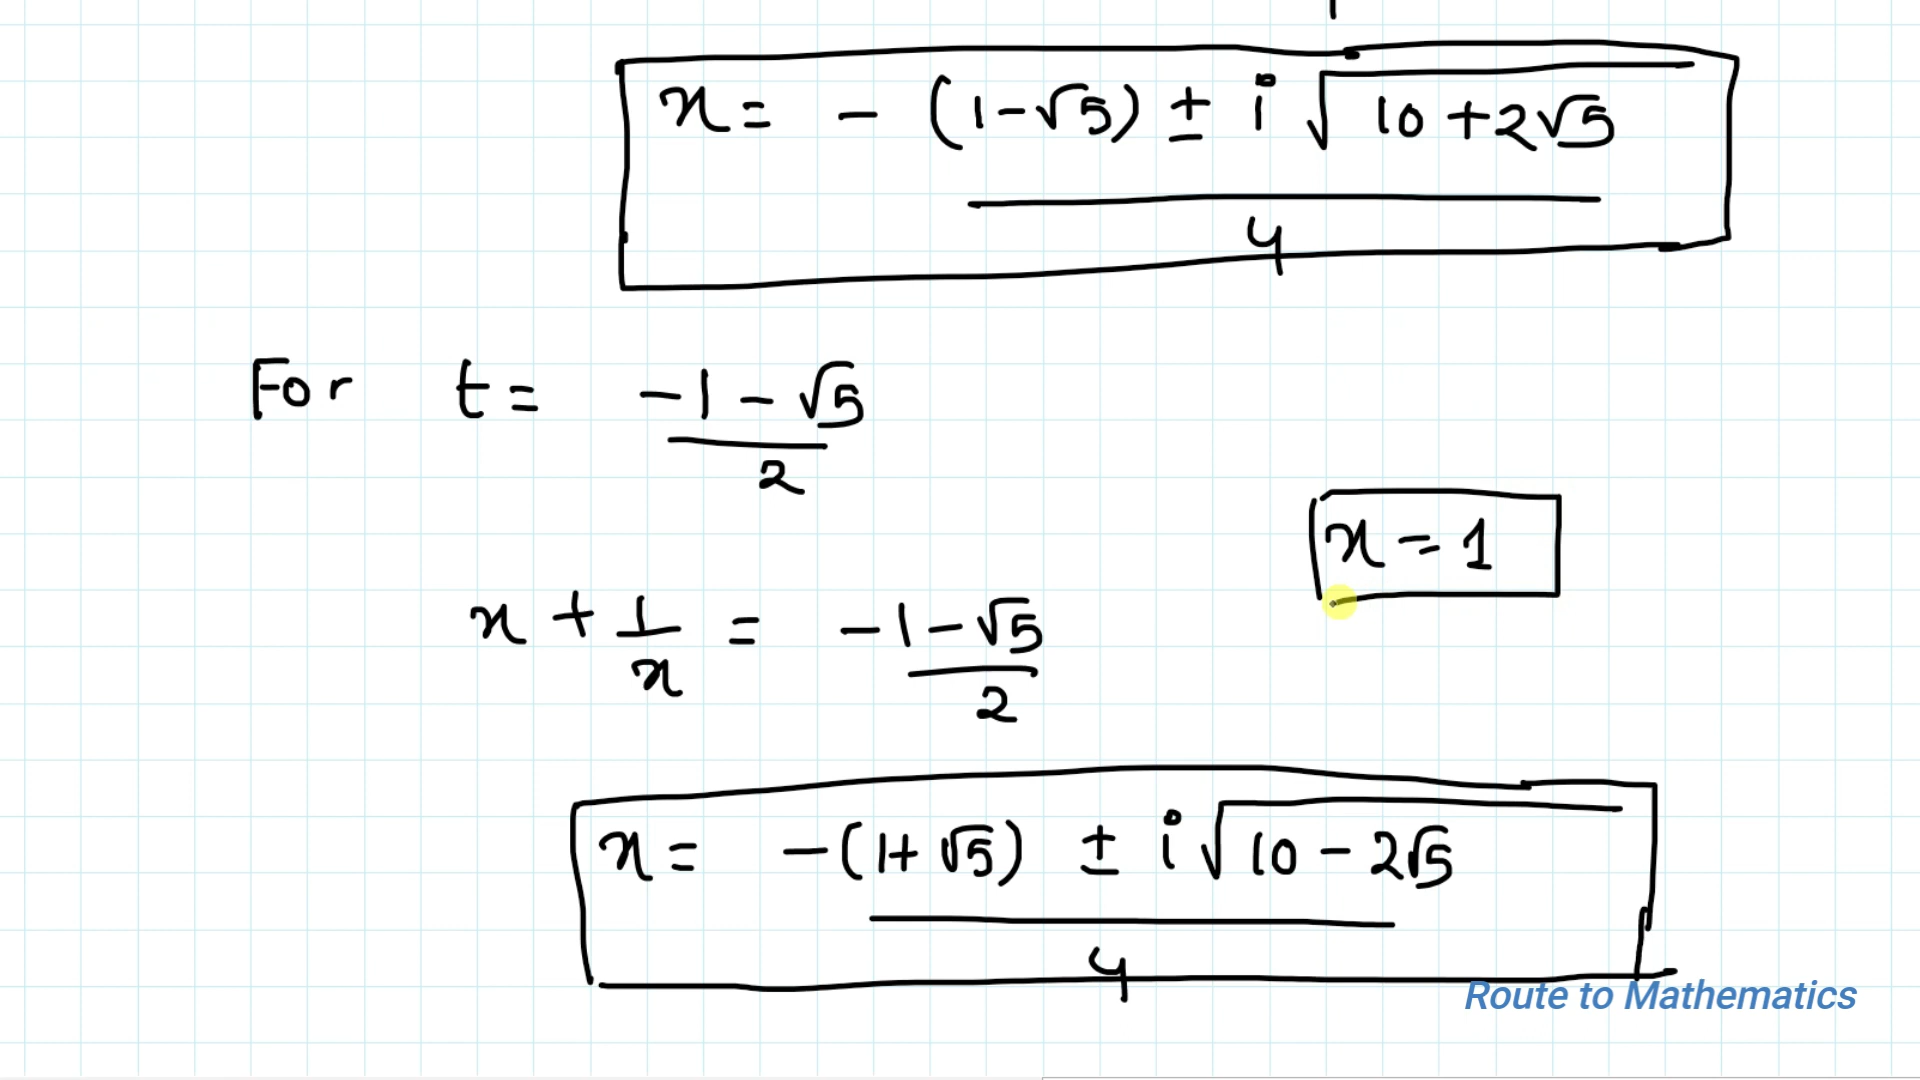 x = - (1-√5) ± i √10 + 2√5
4
For t = -1 - √5
2
x = 1
x + 1/x = -1-√5
2
x = -(1+√5) ± i√10 - 2√5
4
Route to Mathematics